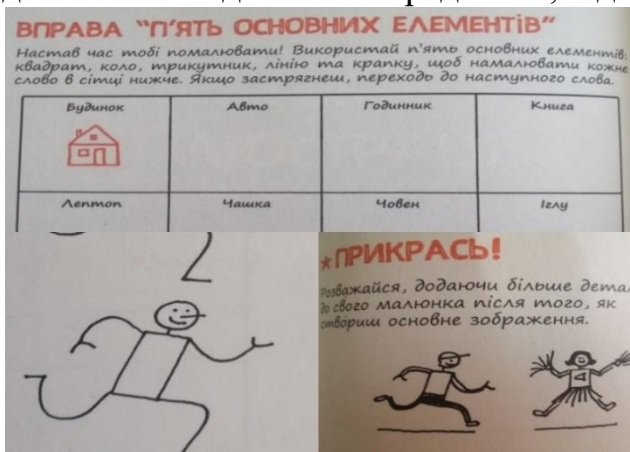 ВПРАВА “П’ЯТЬ ОСНОВНИХ ЕЛЕМЕНТіВ”
Настав час тобі помалювати! Використай п’ять основних елементів:
квадрат, коло, трикутник, лінію та крапку, щоб намалювати кожне
слово в сітці нижче. Якщо застрягнеш, переходь до наступного слова.
Будинок Авто Годинник Книга
Лептоп Чашка Човен Іглу
★ПРИКРАСЬ!
Розважайся, додаючи більше дета
до свого малюнка після того, як
створиш основне зображення.